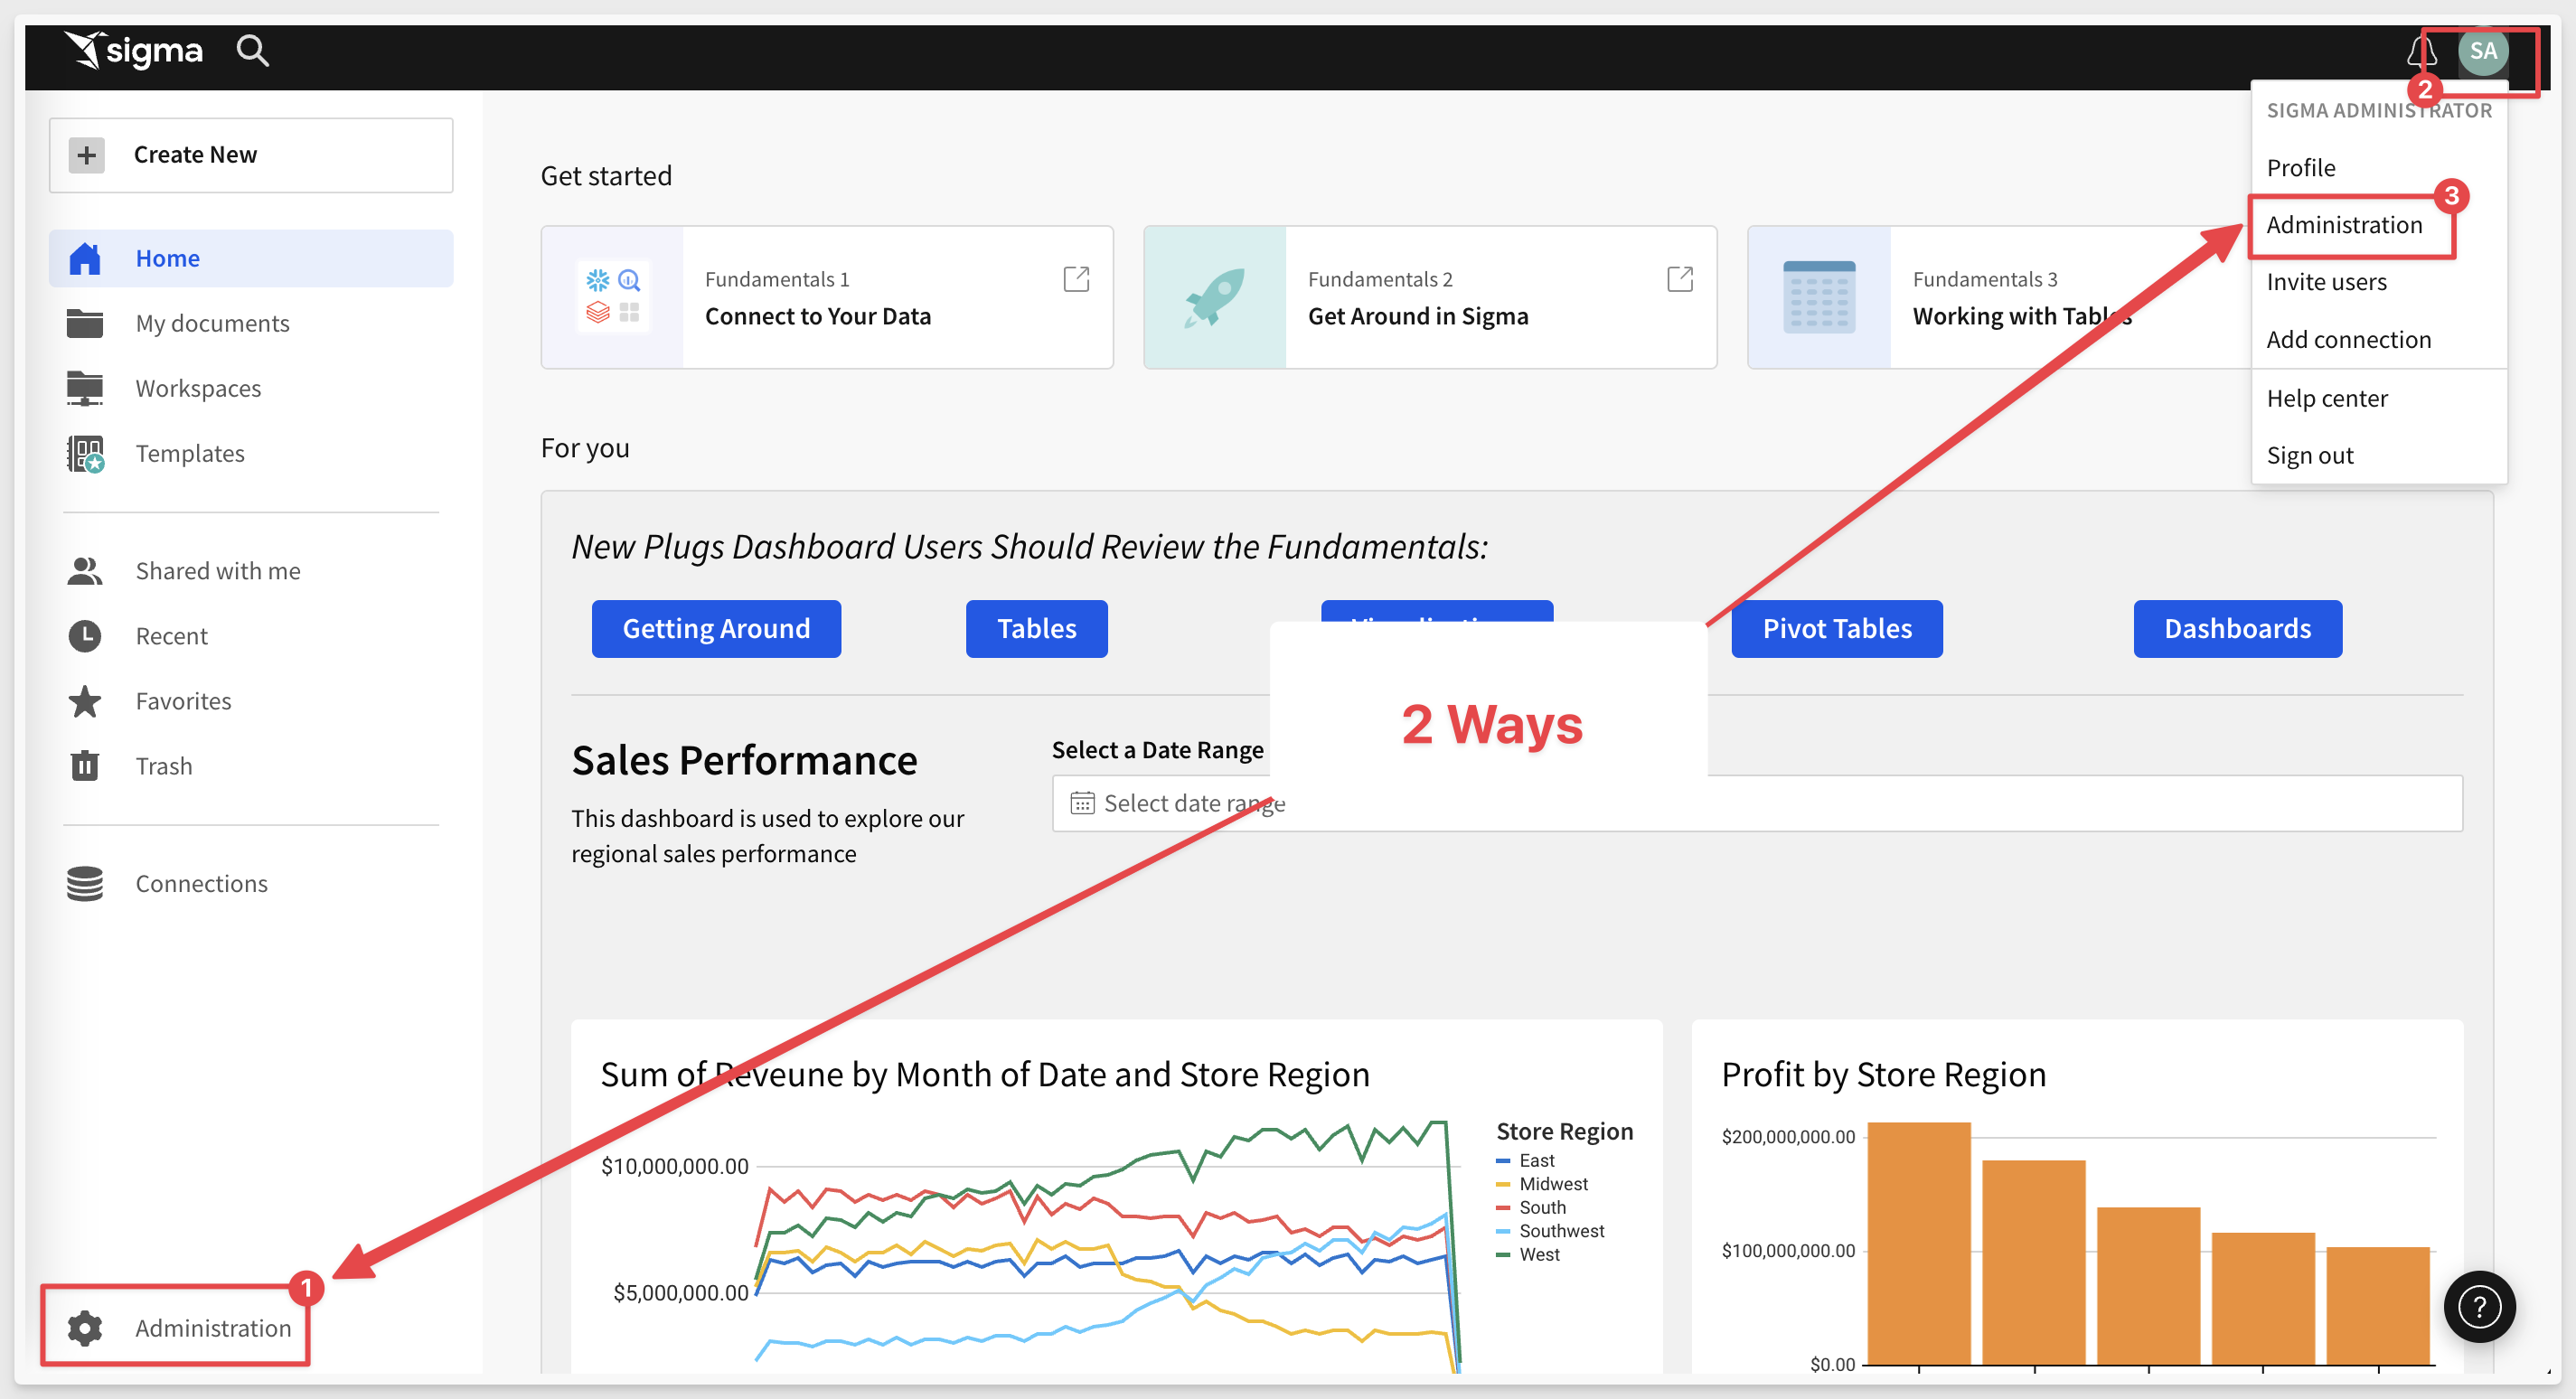 sigma
SA
2
SIGMA ADMINISTRATOR
Profile
3
Administration
Invite users
Add connection
Help center
Sign out
Create New
Home
My documents
Workspaces
Templates
Shared with me
Recent
Favorites
Trash
Connections
1
Administration
Get started
Fundamentals 1
Connect to Your Data
Fundamentals 2
Get Around in Sigma
Fundamentals 3
Working with Tables
For you
New Plugs Dashboard Users Should Review the Fundamentals:
Getting Around
Tables
Pivot Tables
Dashboards
2 Ways
Sales Performance
This dashboard is used to explore our
regional sales performance
Select a Date Range
Select date range
Sum of Reveune by Month of Date and Store Region
$10,000,000.00
$5,000,000.00
Store Region
East
Midwest
South
Southwest
West
Profit by Store Region
$200,000,000.00
$100,000,000.00
$0.00
?